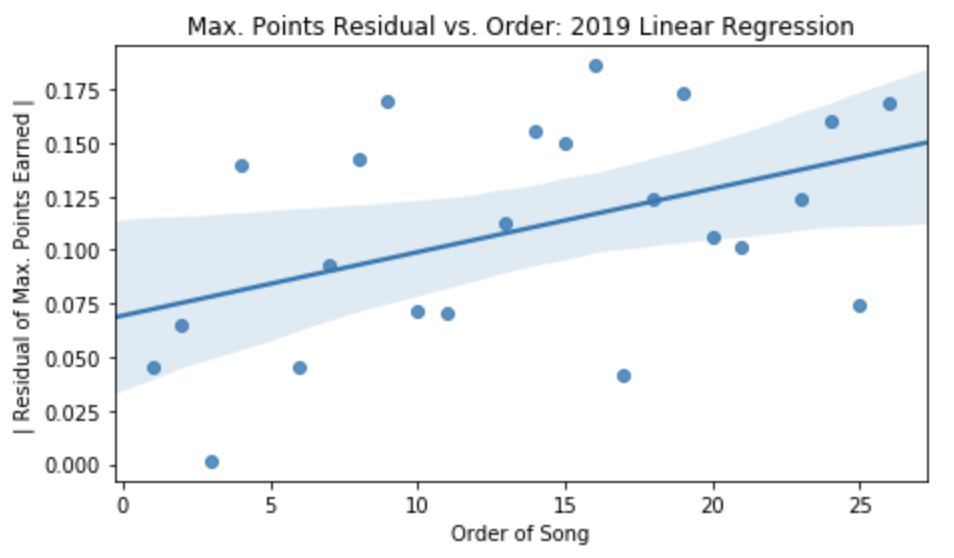 Max. Points Residual vs. Order: 2019 Linear Regression
| Residual of Max. Points Earned |
0.175
0.150
0.125
0.100
0.075
0.050
0.025
0.000
0 5 10 15 20 25
Order of Song